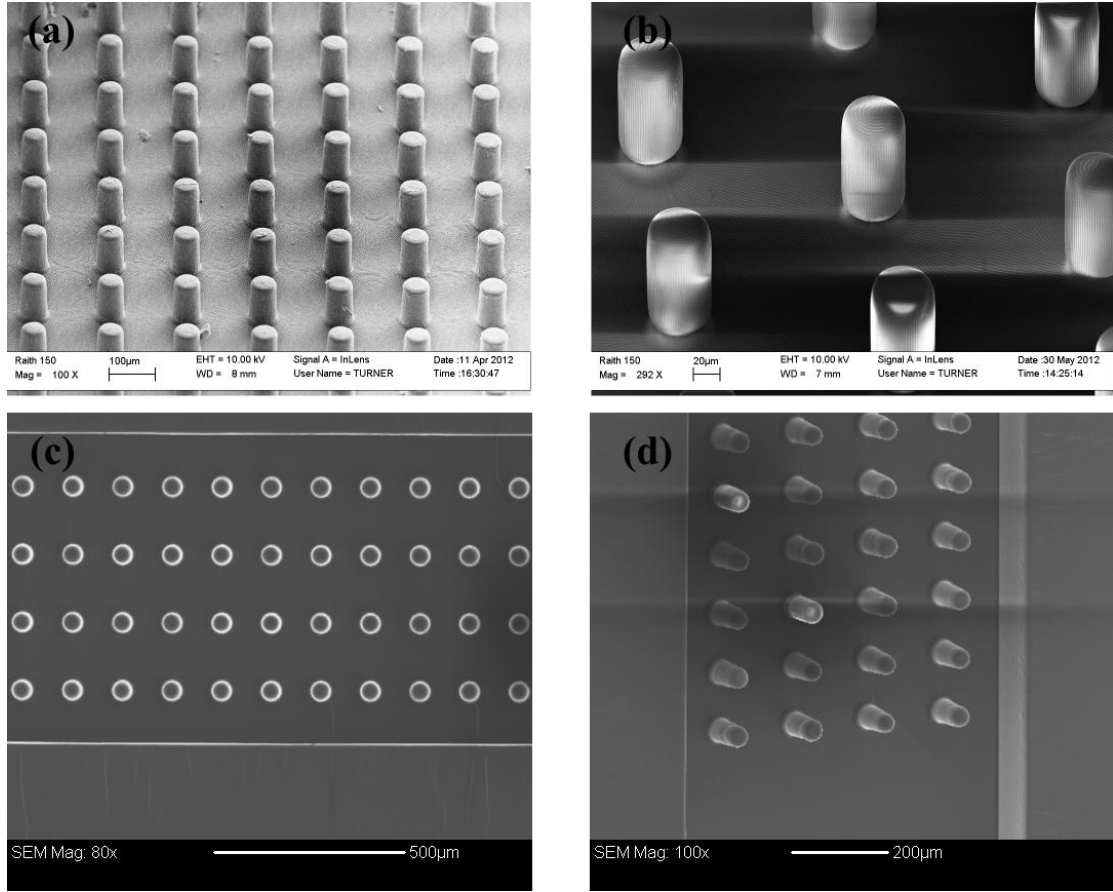 (a)
Raith 150 100µm EHT = 10.00 kV Signal A = InLens Date :11 Apr 2012
Mag = 100 X WD = 8 mm User Name = TURNER Time :16:30:47
(b)
Raith 150 20µm EHT = 10.00 kV Signal A = InLens Date :30 May 2012
Mag = 292 X WD = 7 mm User Name = TURNER Time :14:25:14
(c)
SEM Mag: 80x 500µm
(d)
SEM Mag: 100x 200µm